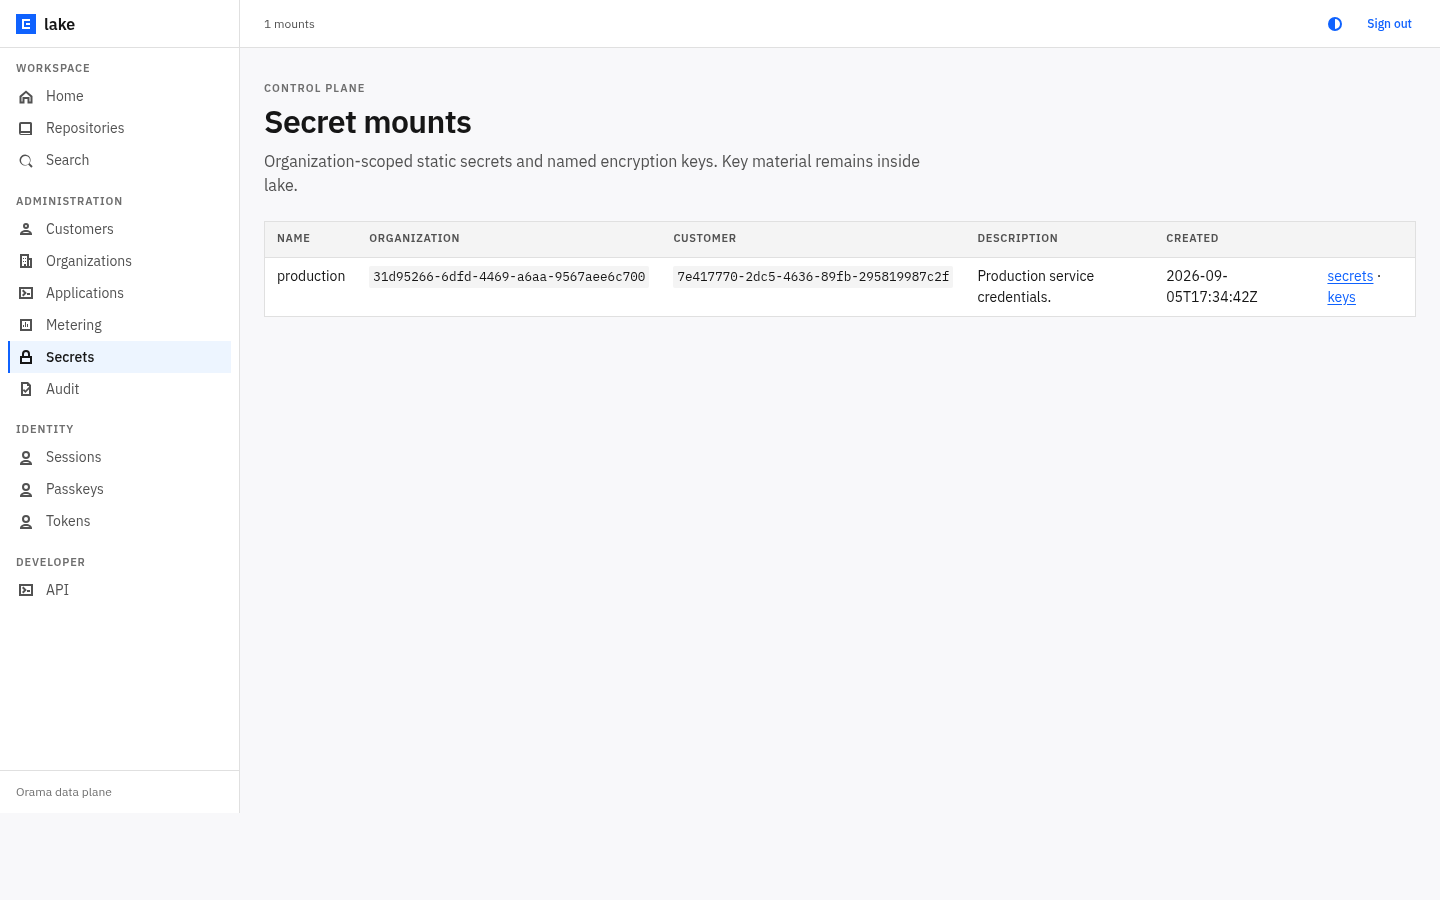 lake
1 mounts
Sign out
WORKSPACE
Home
Repositories
Search
ADMINISTRATION
Customers
Organizations
Applications
Metering
Secrets
Audit
IDENTITY
Sessions
Passkeys
Tokens
DEVELOPER
API
Orama data plane
CONTROL PLANE
Secret mounts
Organization-scoped static secrets and named encryption keys. Key material remains inside
lake.
NAME ORGANIZATION CUSTOMER DESCRIPTION CREATED
production 31d95266-6dfd-4469-a6aa-9567aee6c700 7e417770-2dc5-4636-89fb-295819987c2f Production service 2026-09- secrets ·
credentials. 05T17:34:42Z keys